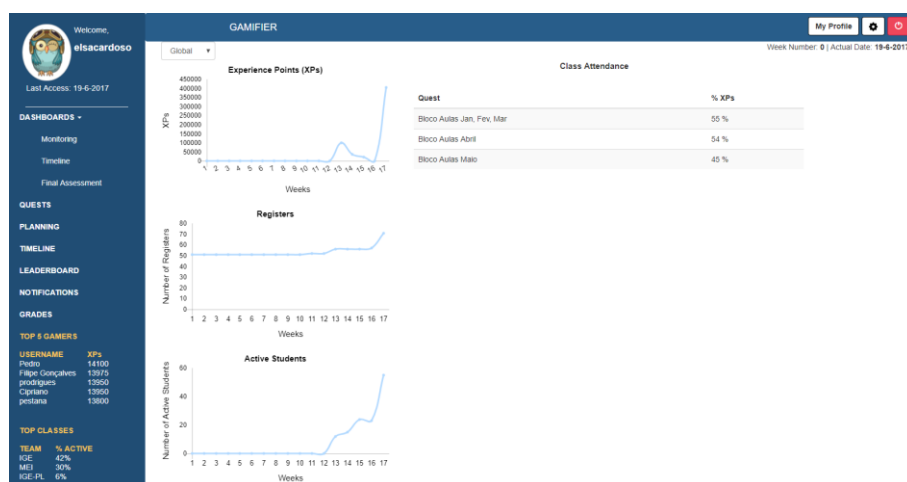 Welcome,
elsacardoso
Last Access: 19-6-2017
DASHBOARDS
Monitoring
Timeline
Final Assessment
QUESTS
PLANNING
TIMELINE
LEADERBOARD
NOTIFICATIONS
GRADES
TOP 5 GAMERS
USERNAME XPs
Pedro 14100
Filipe Gonçalves 13975
prodrigues 13950
Cipriano 13950
pestana 13800
TOP CLASSES
TEAM % ACTIVE
IGE 42%
MEI 30%
IGE-PL 6%
GAMIFIER
My Profile
Week Number: 0 | Actual Date: 19-6-2017
Global
Experience Points (XPs)
XPs
450000
400000
350000
300000
250000
200000
150000
100000
50000
0
1 2 3 4 5 6 7 8 9 10 11 12 13 14 15 16 17
Weeks
Registers
Number of Registers
80
70
60
50
40
30
20
10
0
1 2 3 4 5 6 7 8 9 10 11 12 13 14 15 16 17
Weeks
Active Students
Number of Active Students
60
40
20
0
1 2 3 4 5 6 7 8 9 10 11 12 13 14 15 16 17
Weeks
Class Attendance
Quest % XPs
Bloco Aulas Jan, Fev, Mar 55 %
Bloco Aulas Abril 54 %
Bloco Aulas Maio 45 %